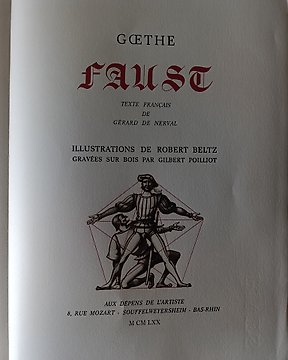 GŒTHE
FAUST
TEXTE FRANÇAIS
DE
GÉRARD DE NERVAL
ILLUSTRATIONS DE ROBERT BELTZ
GRAVÉES SUR BOIS PAR GILBERT POILLIOT
AUX DÉPENS DE L'ARTISTE
8, RUE MOZART - SOUFFELWEYERSHEIM - BAS-RHIN
M CM LXX